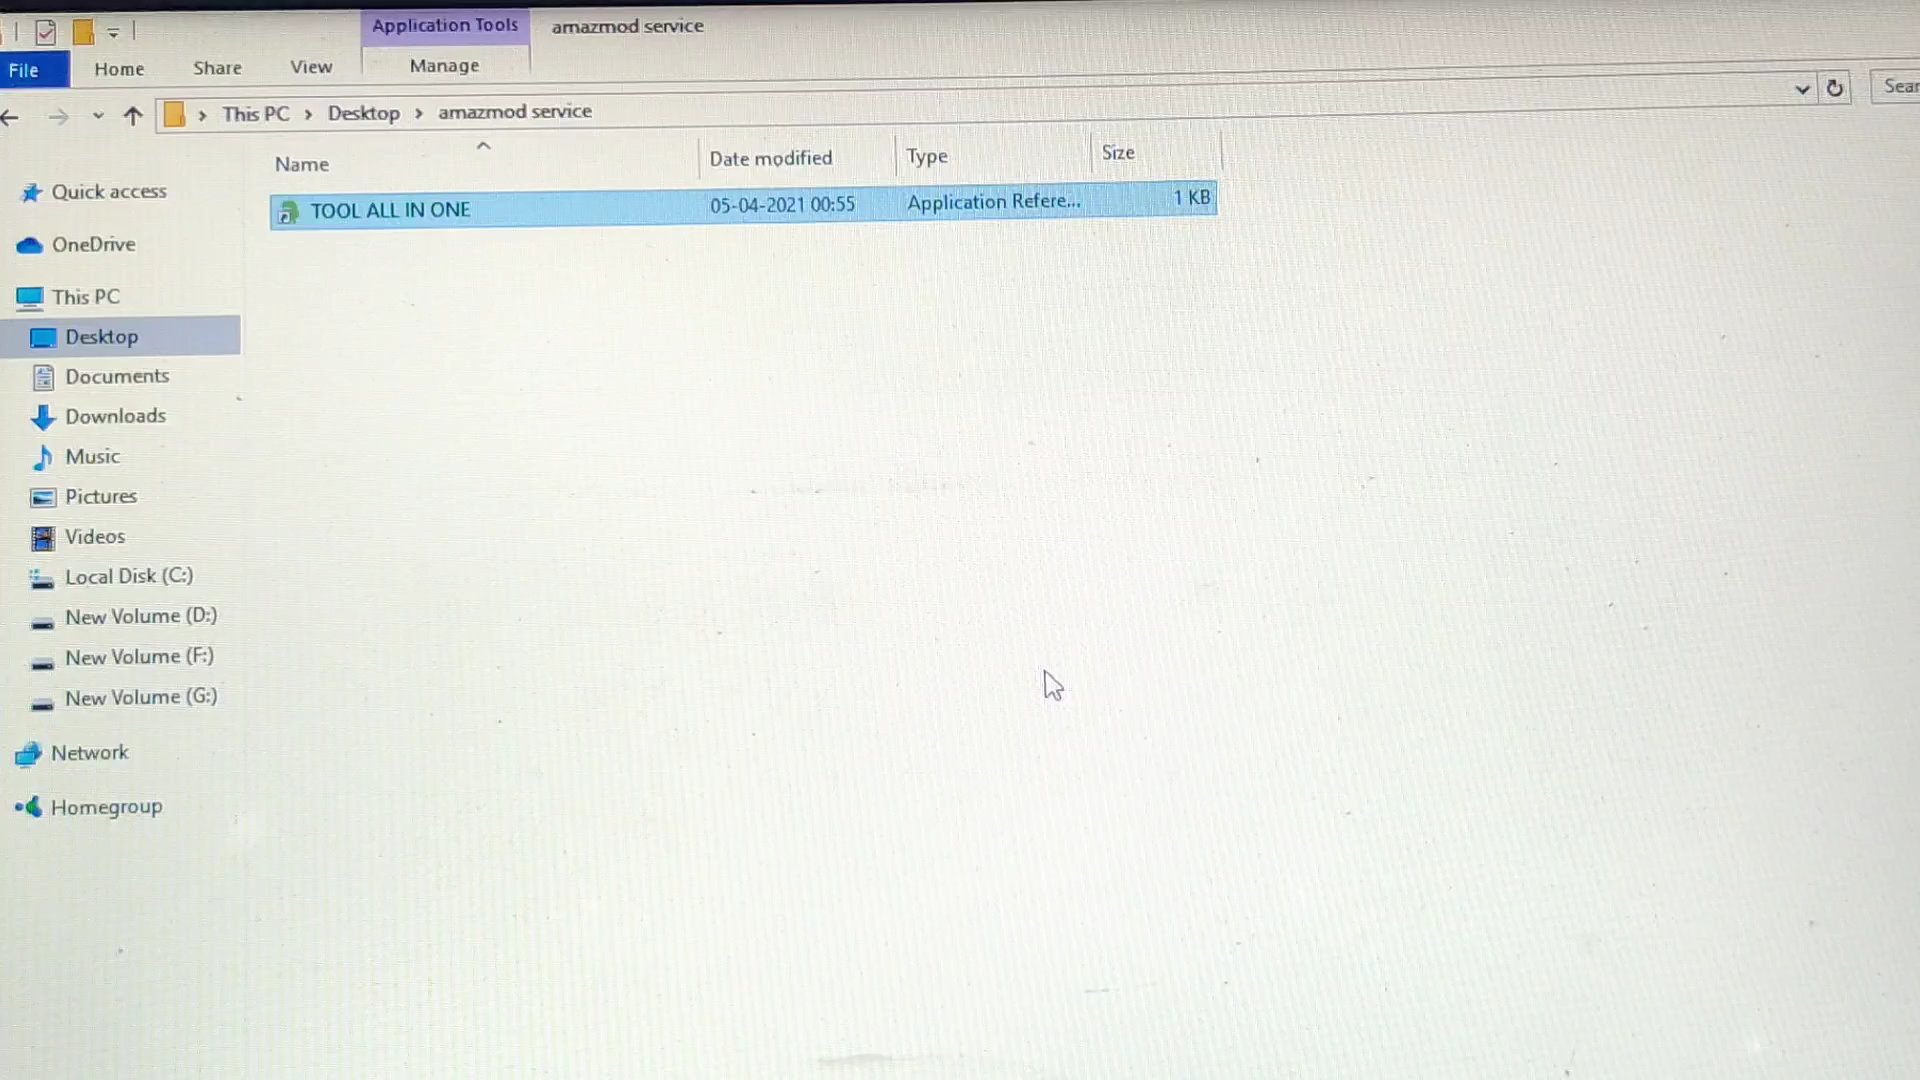 Application Tools
amazmod service
File
Home
Share
View
Manage
This PC > Desktop > amazmod service
Name
Date modified
Type
Size
TOOL ALL IN ONE
05-04-2021 00:55
Application Refere...
1 KB
Quick access
OneDrive
This PC
Desktop
Documents
Downloads
Music
Pictures
Videos
Local Disk (C:)
New Volume (D:)
New Volume (F:)
New Volume (G:)
Network
Homegroup